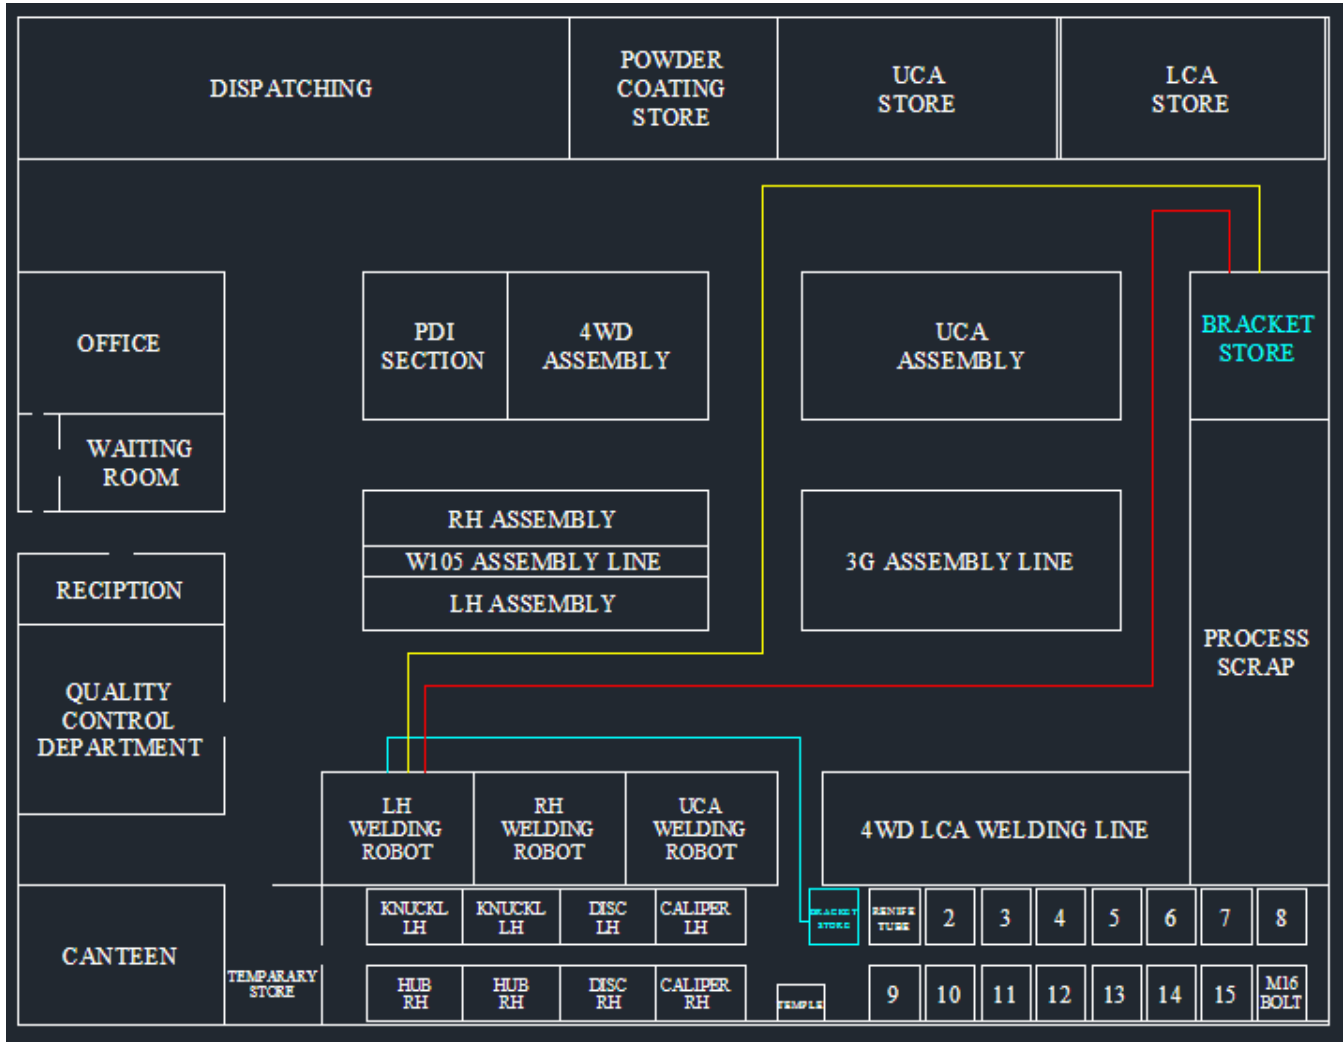 DISPATCHING
POWDER
COATING
STORE
UCA
STORE
LCA
STORE
OFFICE
PDI
SECTION
4WD
ASSEMBLY
UCA
ASSEMBLY
BRACKET
STORE
WAITING
ROOM
RH ASSEMBLY
W105 ASSEMBLY LINE
LH ASSEMBLY
3G ASSEMBLY LINE
RECIPTION
PROCESS
SCRAP
QUALITY
CONTROL
DEPARTMENT
LH
WELDING
ROBOT
RH
WELDING
ROBOT
UCA
WELDING
ROBOT
4WD LCA WELDING LINE
CANTEEN
TEMPARARY
STORE
KNUCKL
LH
KNUCKL
LH
DISC
LH
CALIPER
LH
BRACKET
STORE
TUBE
2
3
4
5
6
7
8
HUB
RH
HUB
RH
DISC
RH
CALIPER
RH
TEMPLE
9
10
11
12
13
14
15
M16
BOLT